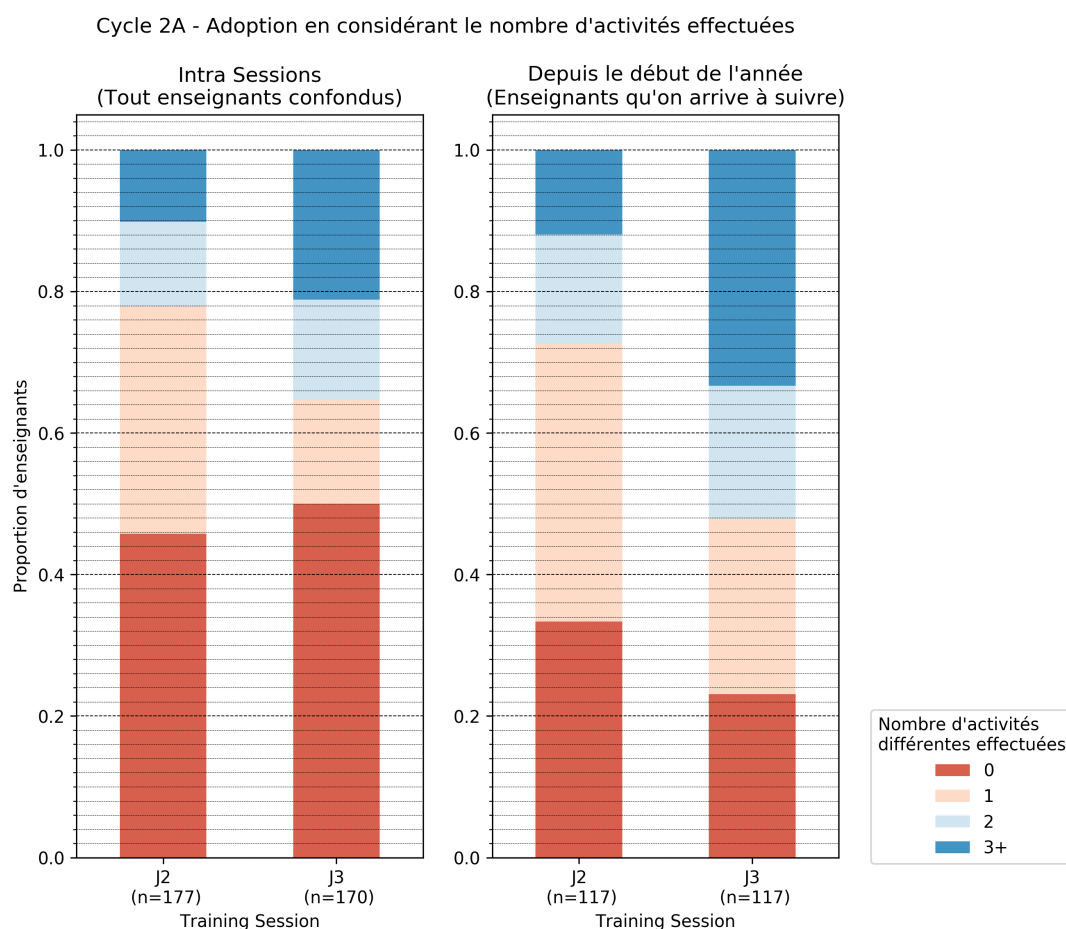 Cycle 2A - Adoption en considérant le nombre d'activités effectuées
Intra Sessions
(Tout enseignants confondus)
Depuis le début de l'année
(Enseignants qu'on arrive à suivre)
Proportion d'enseignants
1.0
0.8
0.6
0.4
0.2
0.0
J2
(n=177)
J3
(n=170)
Training Session
1.0
0.8
0.6
0.4
0.2
0.0
J2
(n=117)
J3
(n=117)
Training Session
Nombre d'activités
différentes effectuées
0
1
2
3+